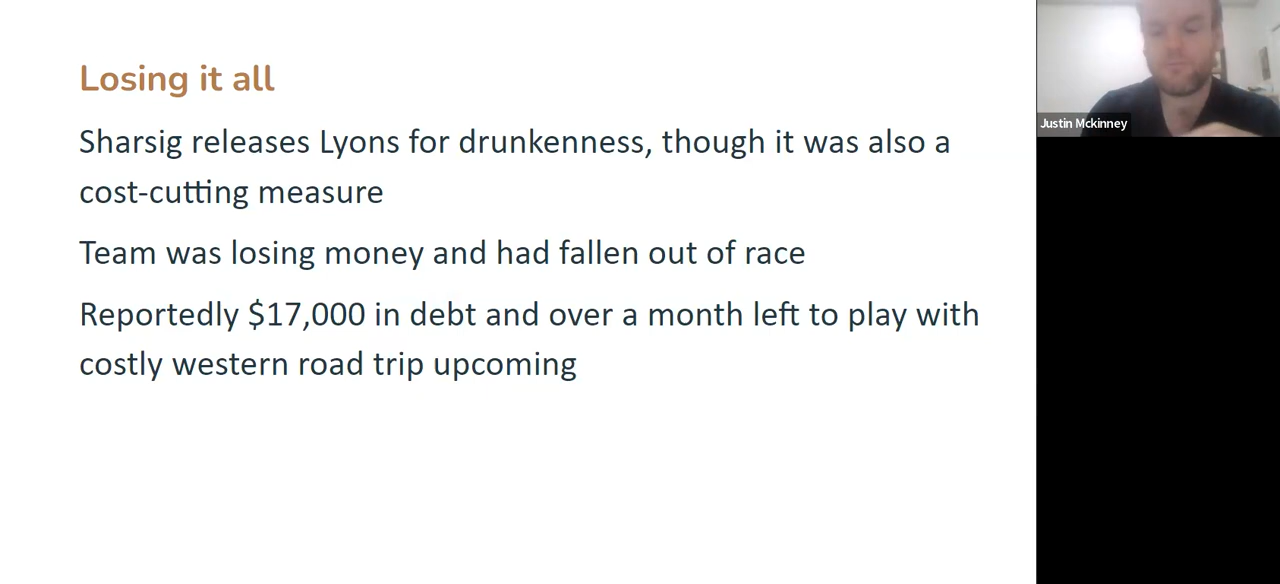 Losing it all
Sharsig releases Lyons for drunkenness, though it was also a
cost-cutting measure
Team was losing money and had fallen out of race
Reportedly $17,000 in debt and over a month left to play with
costly western road trip upcoming
Justin Mckinney